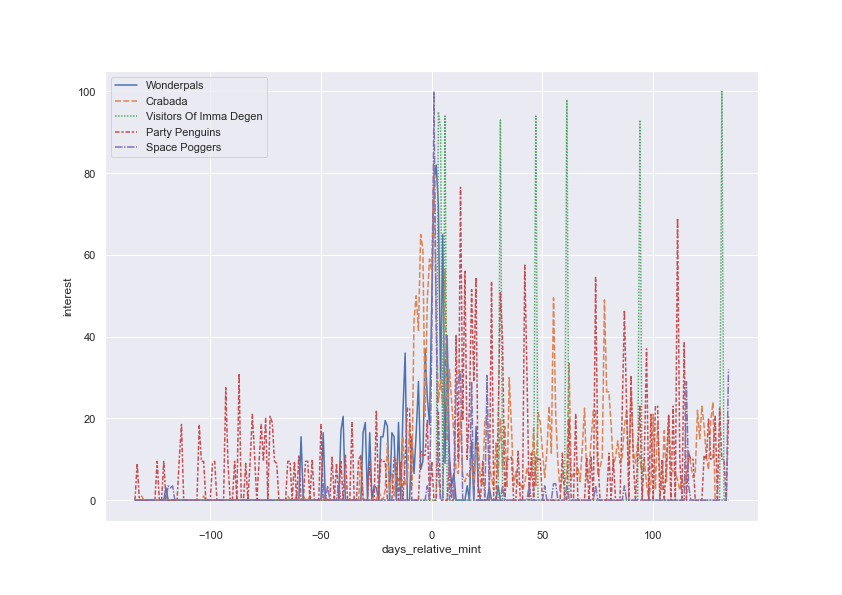 100
80
60
40
20
0
interest
Wonderpals
Crabada
Visitors Of Imma Degen
Party Penguins
Space Poggers
−100
−50
0
50
100
days_relative_mint